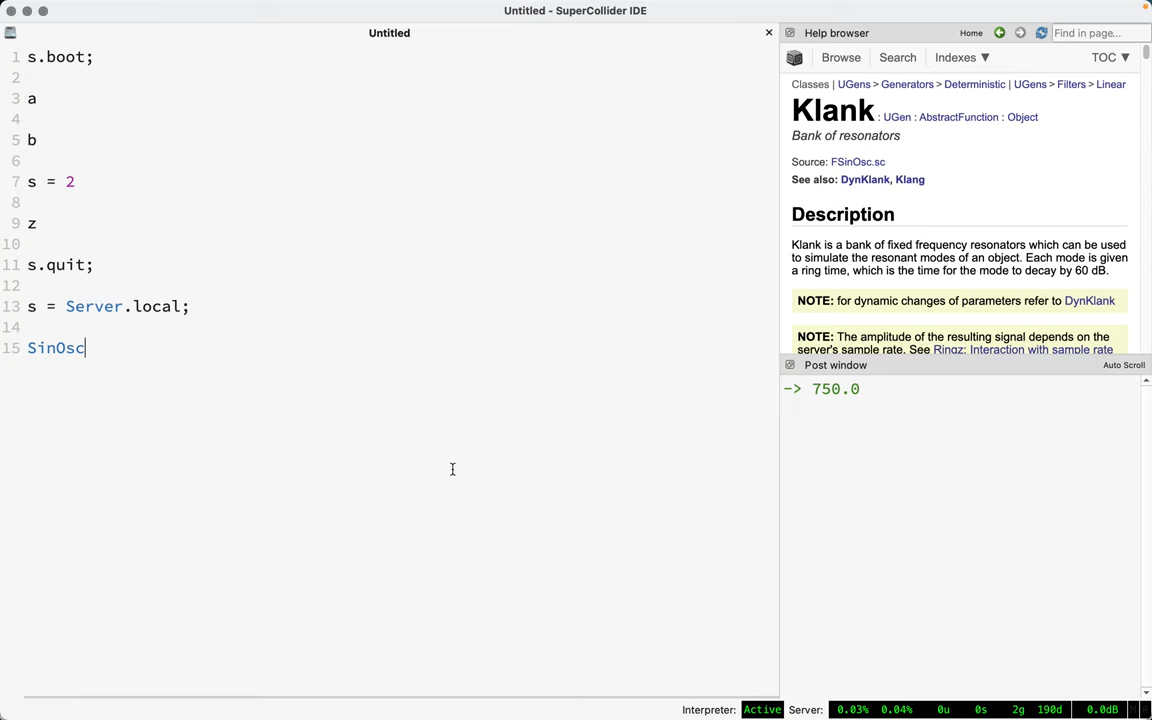 Untitled - SuperCollider IDE
Untitled
Help browser
Home
Find in page...
1 s.boot;
2
3 a
4
5 b
6
7 s = 2
8
9 z
10
11 s.quit;
12
13 s = Server.local;
14
15 SinOsc
Browse
Search
Indexes ▼
TOC ▼
Classes | UGens > Generators > Deterministic | UGens > Filters > Linear
Klank : UGen : AbstractFunction : Object
Bank of resonators
Source: FSinOsc.sc
See also: DynKlank, Klang
Description
Klank is a bank of fixed frequency resonators which can be used
to simulate the resonant modes of an object. Each mode is given
a ring time, which is the time for the mode to decay by 60 dB.
NOTE: for dynamic changes of parameters refer to DynKlank
NOTE: The amplitude of the resulting signal depends on the
server's sample rate. See Ringz: Interaction with sample rate
Post window
Auto Scroll
-> 750.0
Interpreter: Active Server: 0.03% 0.04% 0u 0s 2g 190d 0.0dB M R